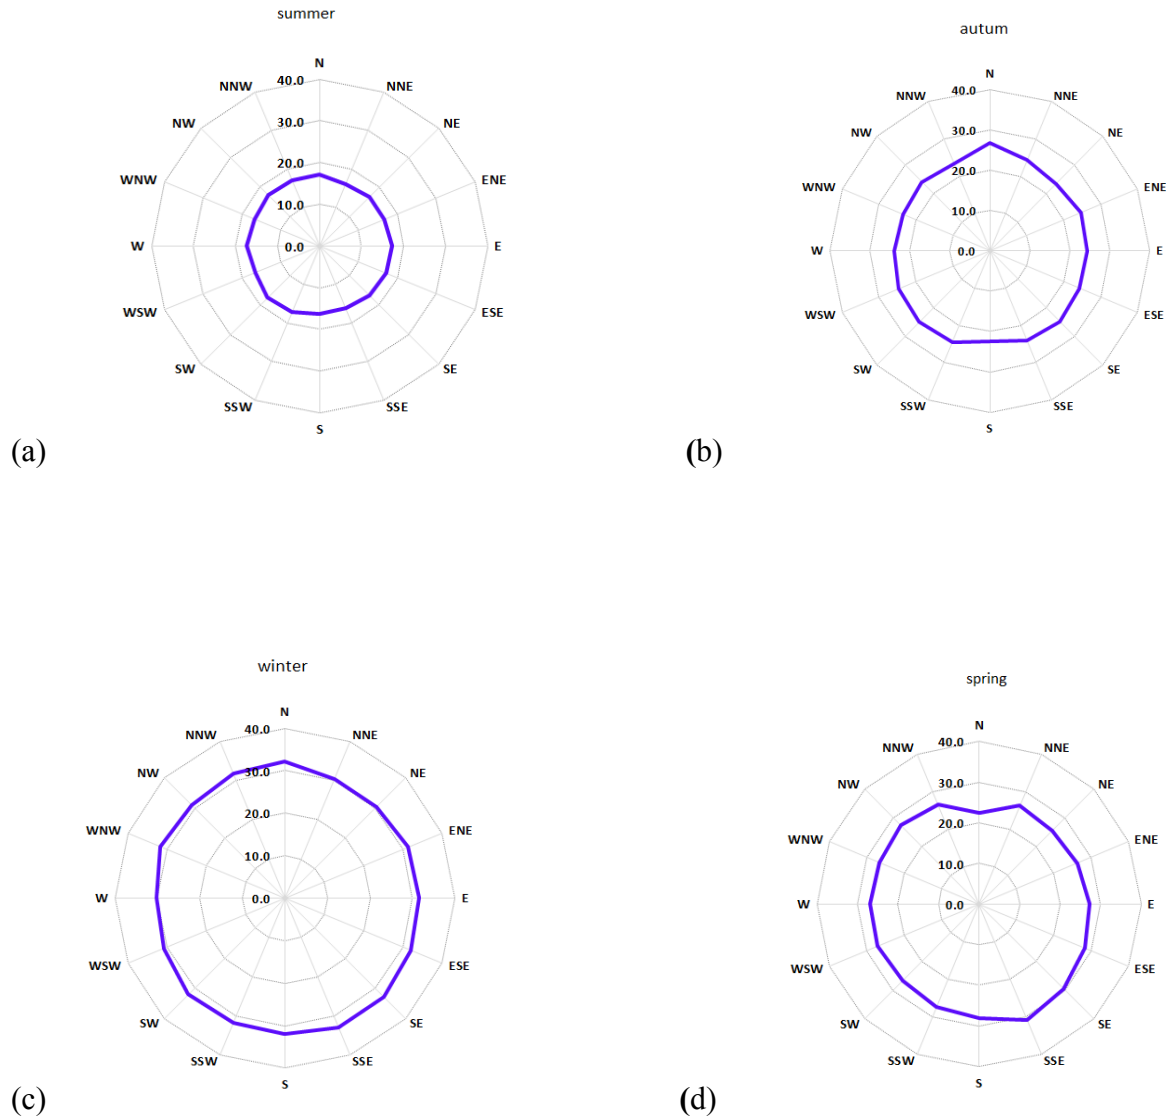 summer
N
40.0
NNW
NNE
30.0
NW
NE
20.0
WNW
ENE
10.0
W
0.0
E
WSW
ESE
SW
SE
SSW
SSE
S
(a)
autum
N
40.0
NNW
NNE
30.0
NW
NE
20.0
WNW
ENE
10.0
W
0.0
E
WSW
ESE
SW
SE
SSW
SSE
S
(b)
winter
N
40.0
NNW
NNE
30.0
NW
NE
20.0
WNW
ENE
10.0
W
0.0
E
WSW
ESE
SW
SE
SSW
SSE
S
(c)
spring
N
40.0
NNW
NNE
30.0
NW
NE
20.0
WNW
ENE
10.0
W
0.0
E
WSW
ESE
SW
SE
SSW
SSE
S
(d)